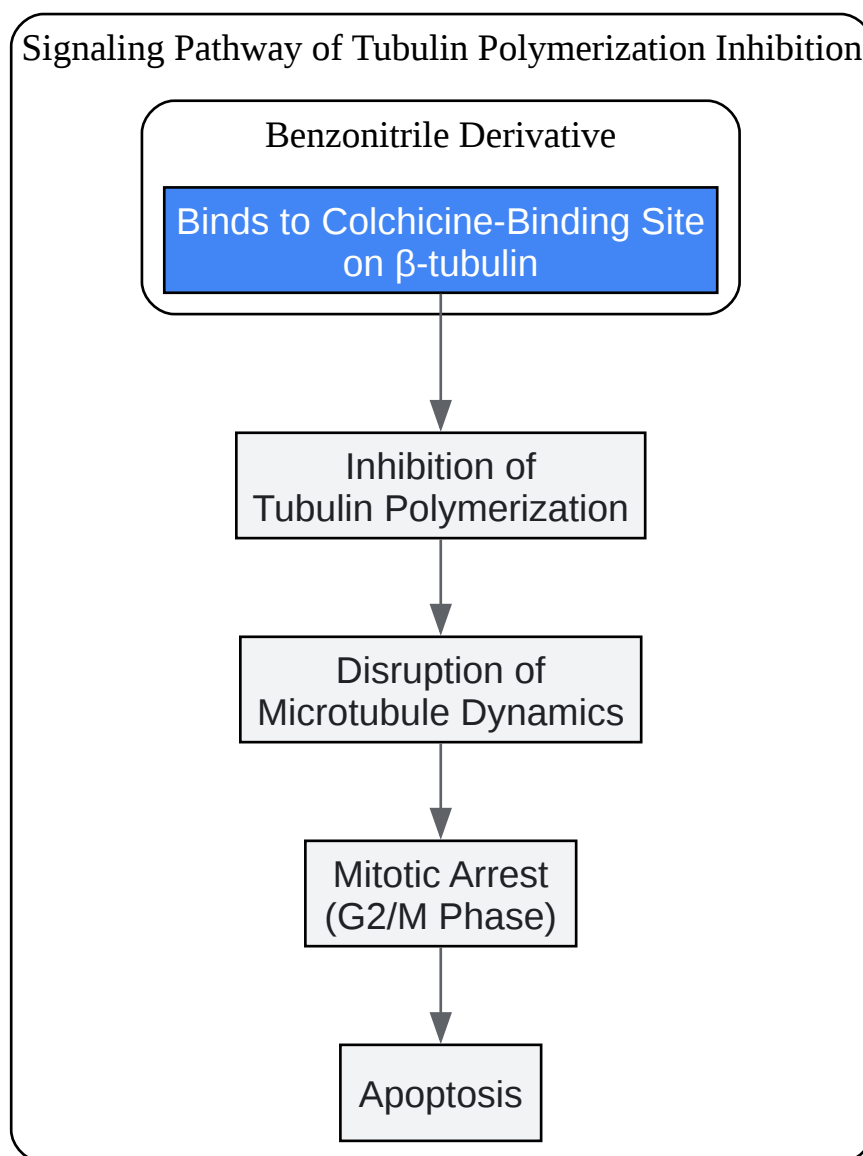 Signaling Pathway of Tubulin Polymerization Inhibition
Benzonitrile Derivative
Binds to Colchicine-Binding Site
on β-tubulin
Inhibition of
Tubulin Polymerization
Disruption of
Microtubule Dynamics
Mitotic Arrest
(G2/M Phase)
Apoptosis